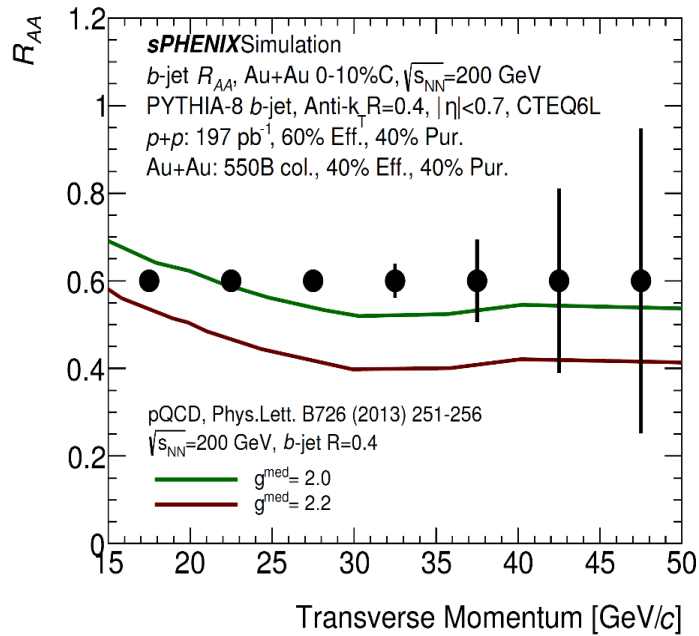 R_AA
1.2
sPHENIX Simulation
b-jet R_AA, Au+Au 0-10%C, √s_NN=200 GeV
1
PYTHIA-8 b-jet, Anti-k_T R=0.4, |η|<0.7, CTEQ6L
p+p: 197 pb⁻¹, 60% Eff., 40% Pur.
Au+Au: 550B col., 40% Eff., 40% Pur.
0.8
0.6
0.4
pQCD, Phys.Lett. B726 (2013) 251-256
√s_NN=200 GeV, b-jet R=0.4
0.2
g^med= 2.0
g^med= 2.2
0
15 20 25 30 35 40 45 50
Transverse Momentum [GeV/c]